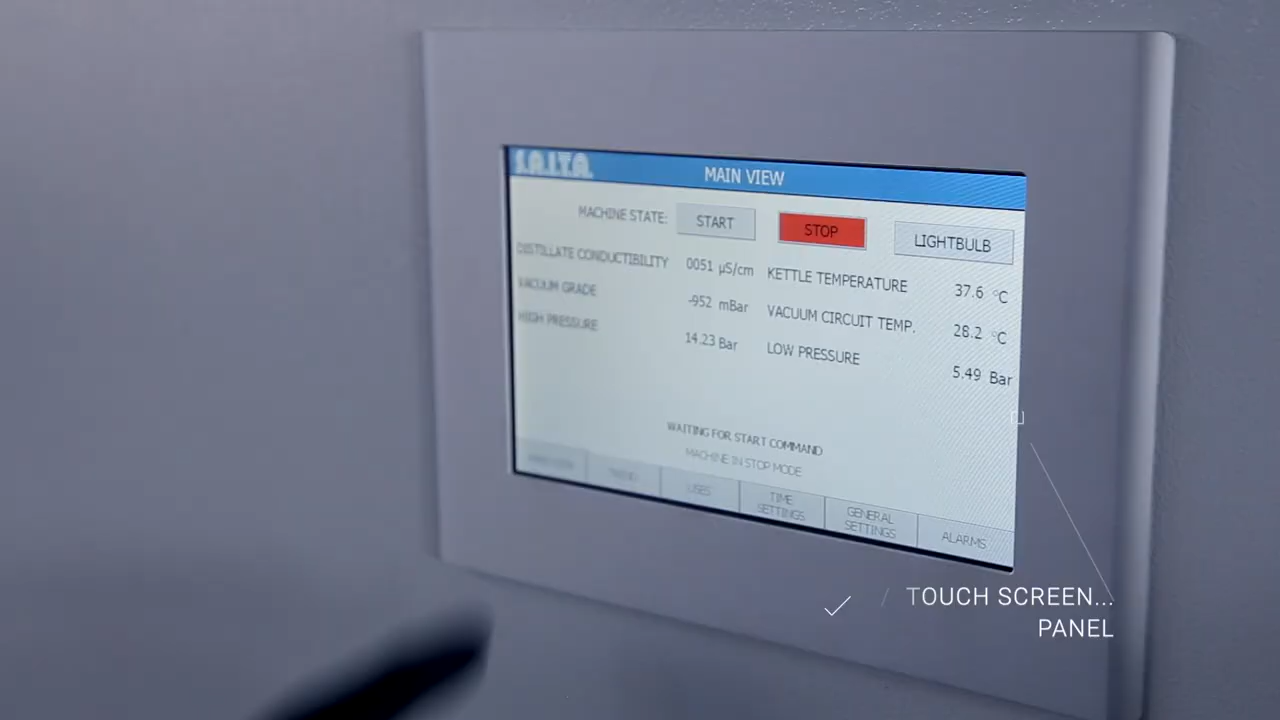 S.A.I.T.A.
MAIN VIEW
MACHINE STATE: START STOP LIGHTBULB
DISTILLATE CONDUCTIBILITY 0051 µS/cm KETTLE TEMPERATURE 37.6 °C
VACUUM GRADE -952 mBar VACUUM CIRCUIT TEMP. 28.2 °C
HIGH PRESSURE 14.23 Bar LOW PRESSURE 5.49 Bar
WAITING FOR START COMMAND
MACHINE IN STOP MODE
USES
TIME
SETTINGS
GENERAL
SETTINGS
ALARMS
TOUCH SCREEN...
PANEL